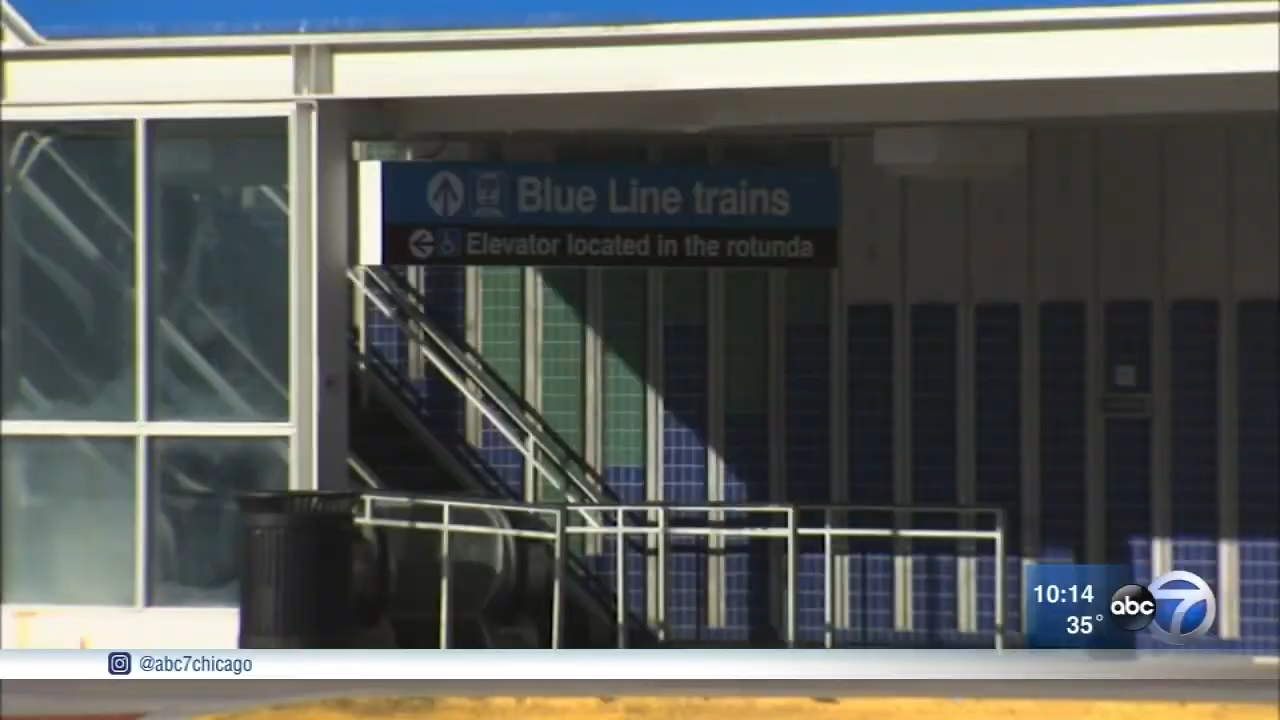 Blue Line trains
Elevator located in the rotunda
10:14
35°
abc 7
@abc7chicago